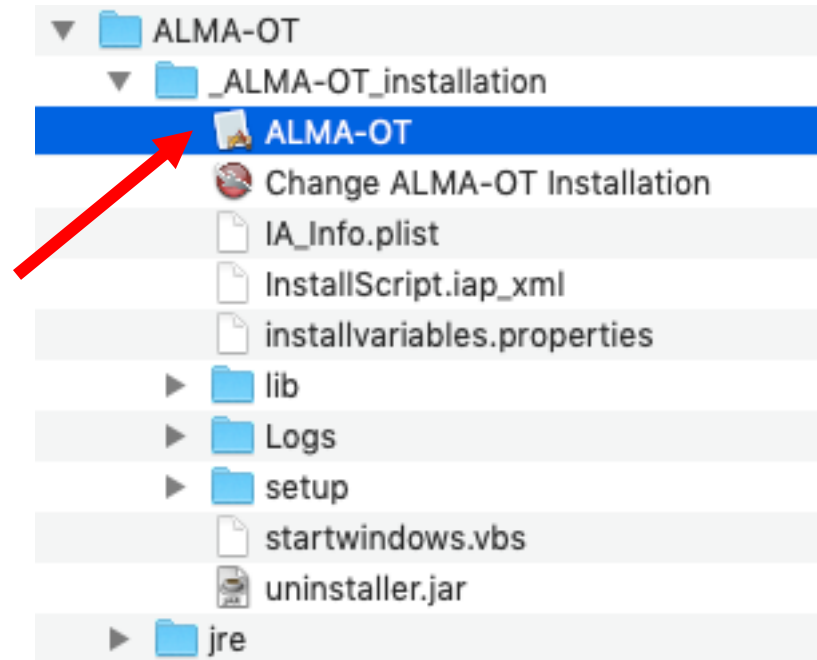 ALMA-OT
_ALMA-OT_installation
ALMA-OT
Change ALMA-OT Installation
IA_Info.plist
InstallScript.iap_xml
installvariables.properties
lib
Logs
setup
startwindows.vbs
uninstaller.jar
jre